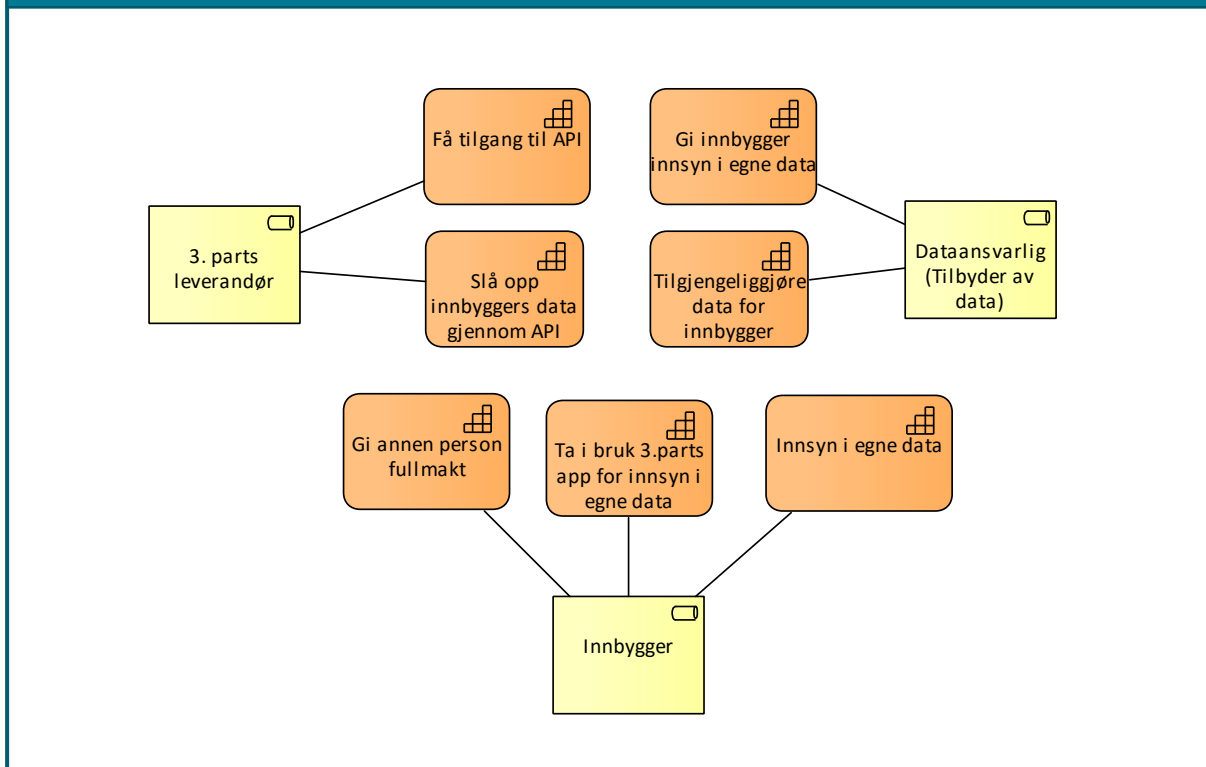 Få tilgang til API
Gi innbygger
innsyn i egne data
3. parts
leverandør
Slå opp
innbyggers data
gjennom API
Tilgjengeliggjøre
data for
innbygger
Dataansvarlig
(Tilbyder av
data)
Gi annen person
fullmakt
Ta i bruk 3.parts
app for innsyn i
egne data
Innsyn i egne data
Innbygger